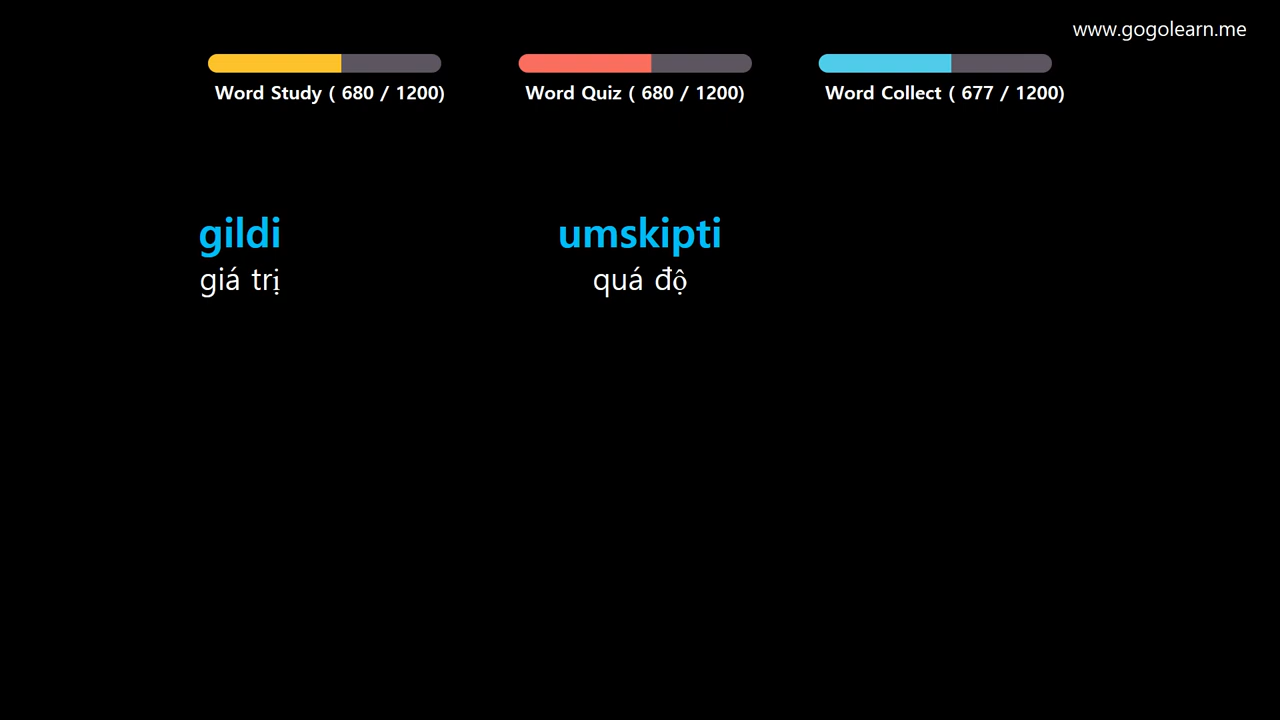 www.gogolearn.me
Word Study ( 680 / 1200)
Word Quiz ( 680 / 1200)
Word Collect ( 677 / 1200)
gildi
giá trị
umskipti
quá độ